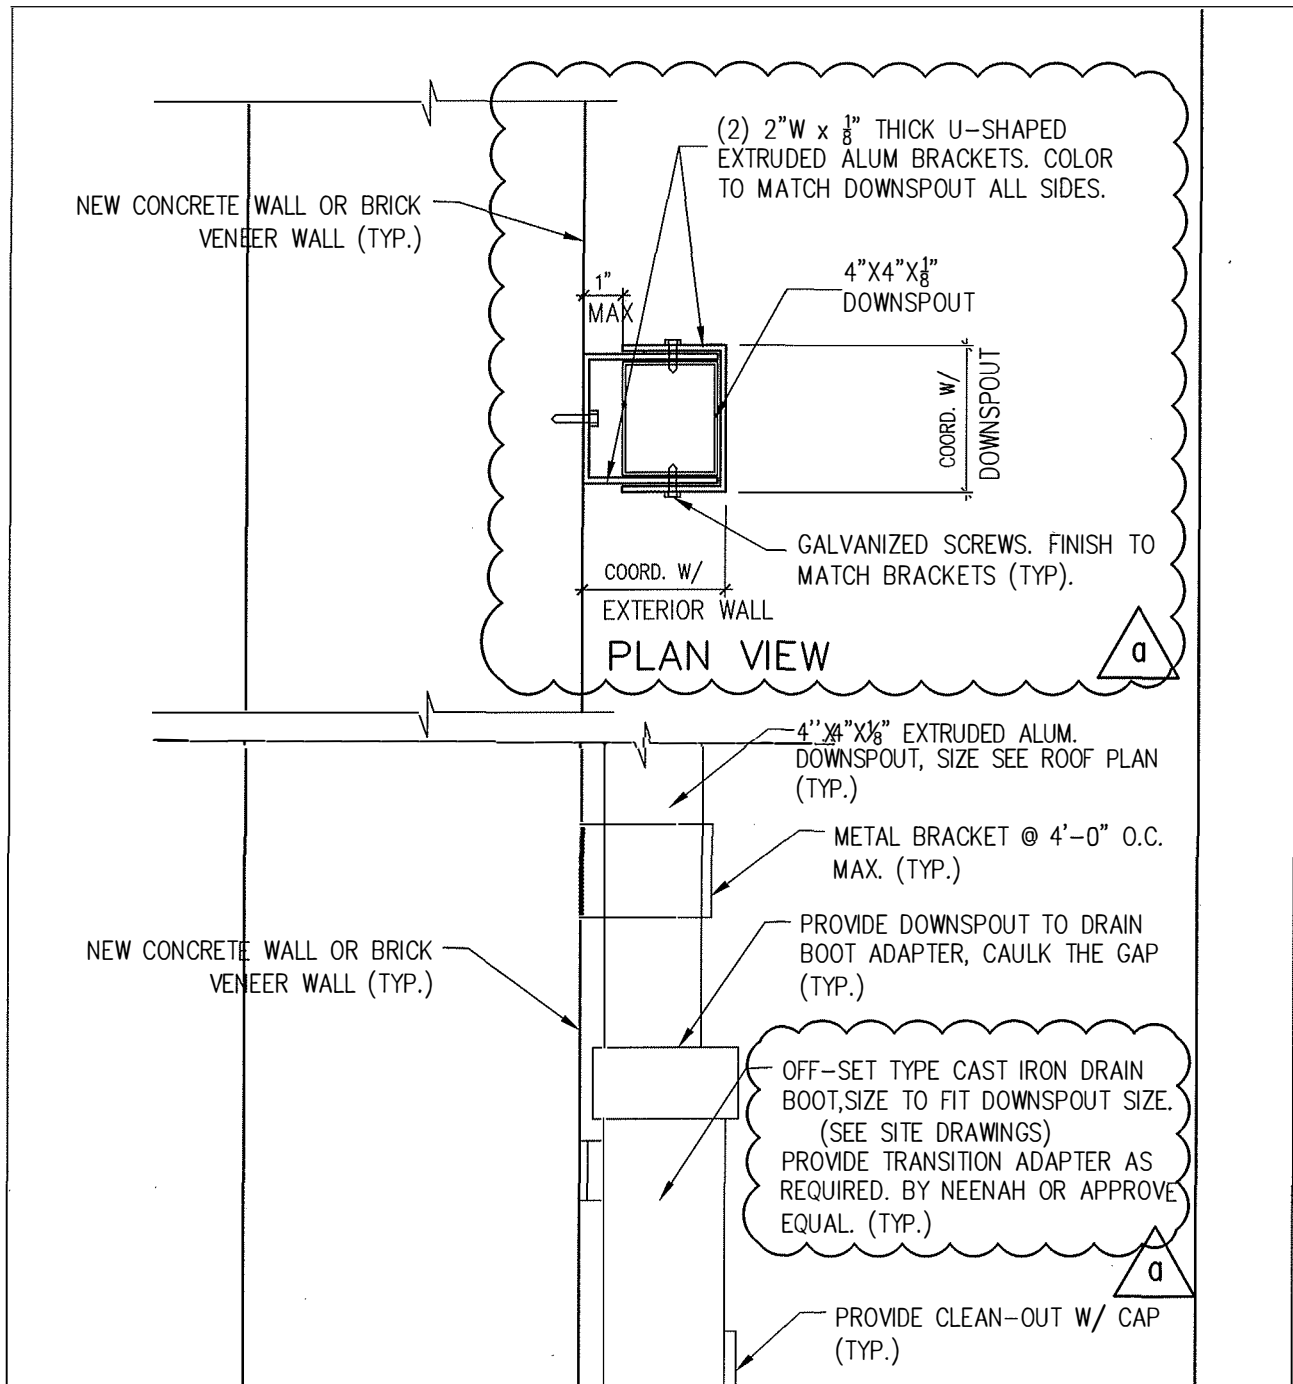 (2) 2"W x ⅛" THICK U-SHAPED
EXTRUDED ALUM BRACKETS. COLOR
TO MATCH DOWNSPOUT ALL SIDES.
NEW CONCRETE WALL OR BRICK
VENEER WALL (TYP.)
1"
MAX
4"X4"X⅛"
DOWNSPOUT
COORD. W/
DOWNSPOUT
GALVANIZED SCREWS. FINISH TO
MATCH BRACKETS (TYP).
COORD. W/
EXTERIOR WALL
PLAN VIEW
a
4"X4"X⅛" EXTRUDED ALUM.
DOWNSPOUT, SIZE SEE ROOF PLAN
(TYP.)
METAL BRACKET @ 4'-0" O.C.
MAX. (TYP.)
PROVIDE DOWNSPOUT TO DRAIN
BOOT ADAPTER, CAULK THE GAP
(TYP.)
NEW CONCRETE WALL OR BRICK
VENEER WALL (TYP.)
OFF-SET TYPE CAST IRON DRAIN
BOOT,SIZE TO FIT DOWNSPOUT SIZE.
(SEE SITE DRAWINGS)
PROVIDE TRANSITION ADAPTER AS
REQUIRED. BY NEENAH OR APPROVE
EQUAL. (TYP.)
a
PROVIDE CLEAN-OUT W/ CAP
(TYP.)